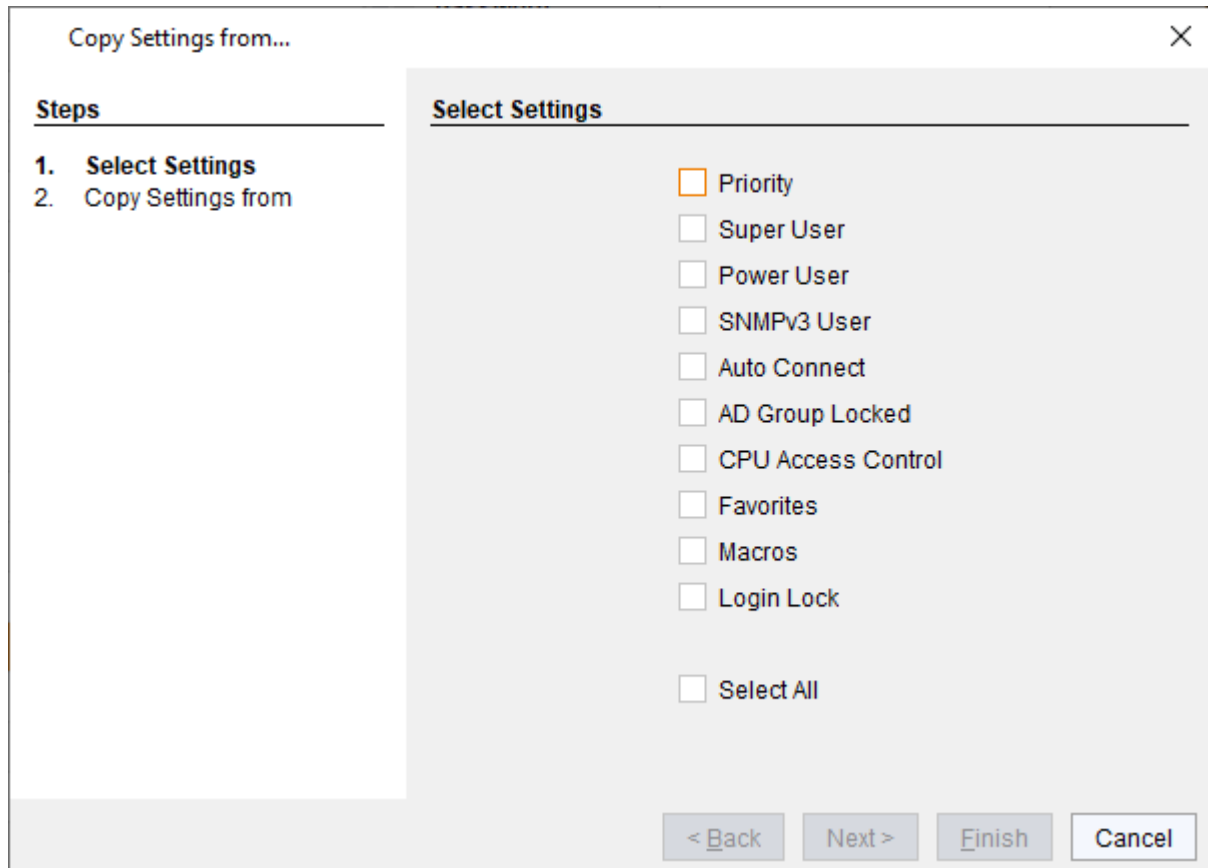 Copy Settings from...
Steps
1. Select Settings
2. Copy Settings from
Select Settings
Priority
Super User
Power User
SNMPv3 User
Auto Connect
AD Group Locked
CPU Access Control
Favorites
Macros
Login Lock
Select All
< Back
Next >
Finish
Cancel